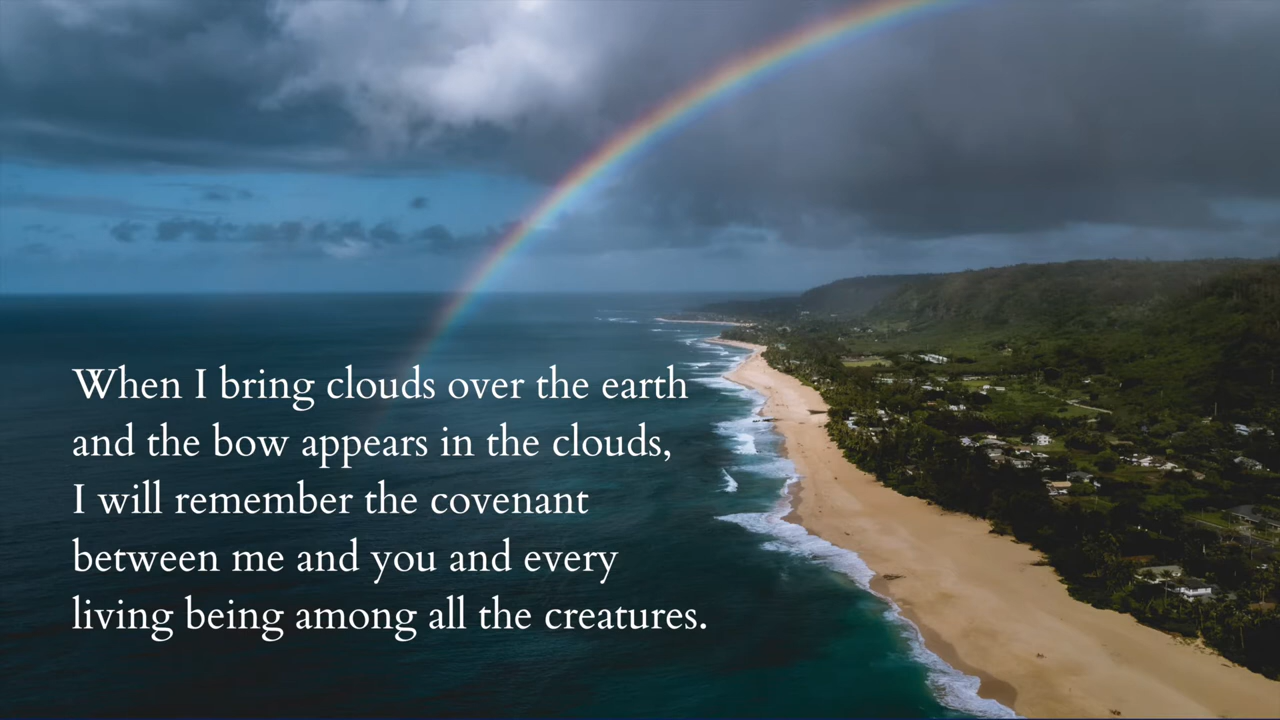 When I bring clouds over the earth
and the bow appears in the clouds,
I will remember the covenant
between me and you and every
living being among all the creatures.